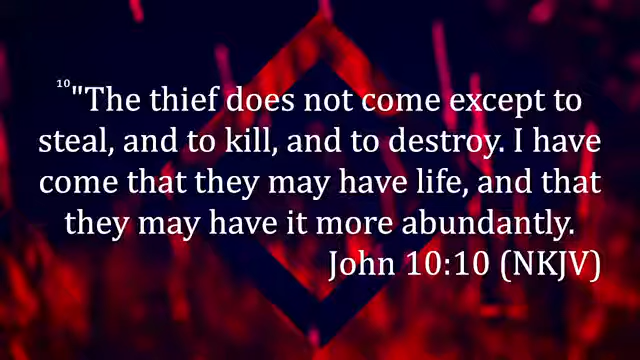 ¹⁰"The thief does not come except to
steal, and to kill, and to destroy. I have
come that they may have life, and that
they may have it more abundantly.
John 10:10 (NKJV)